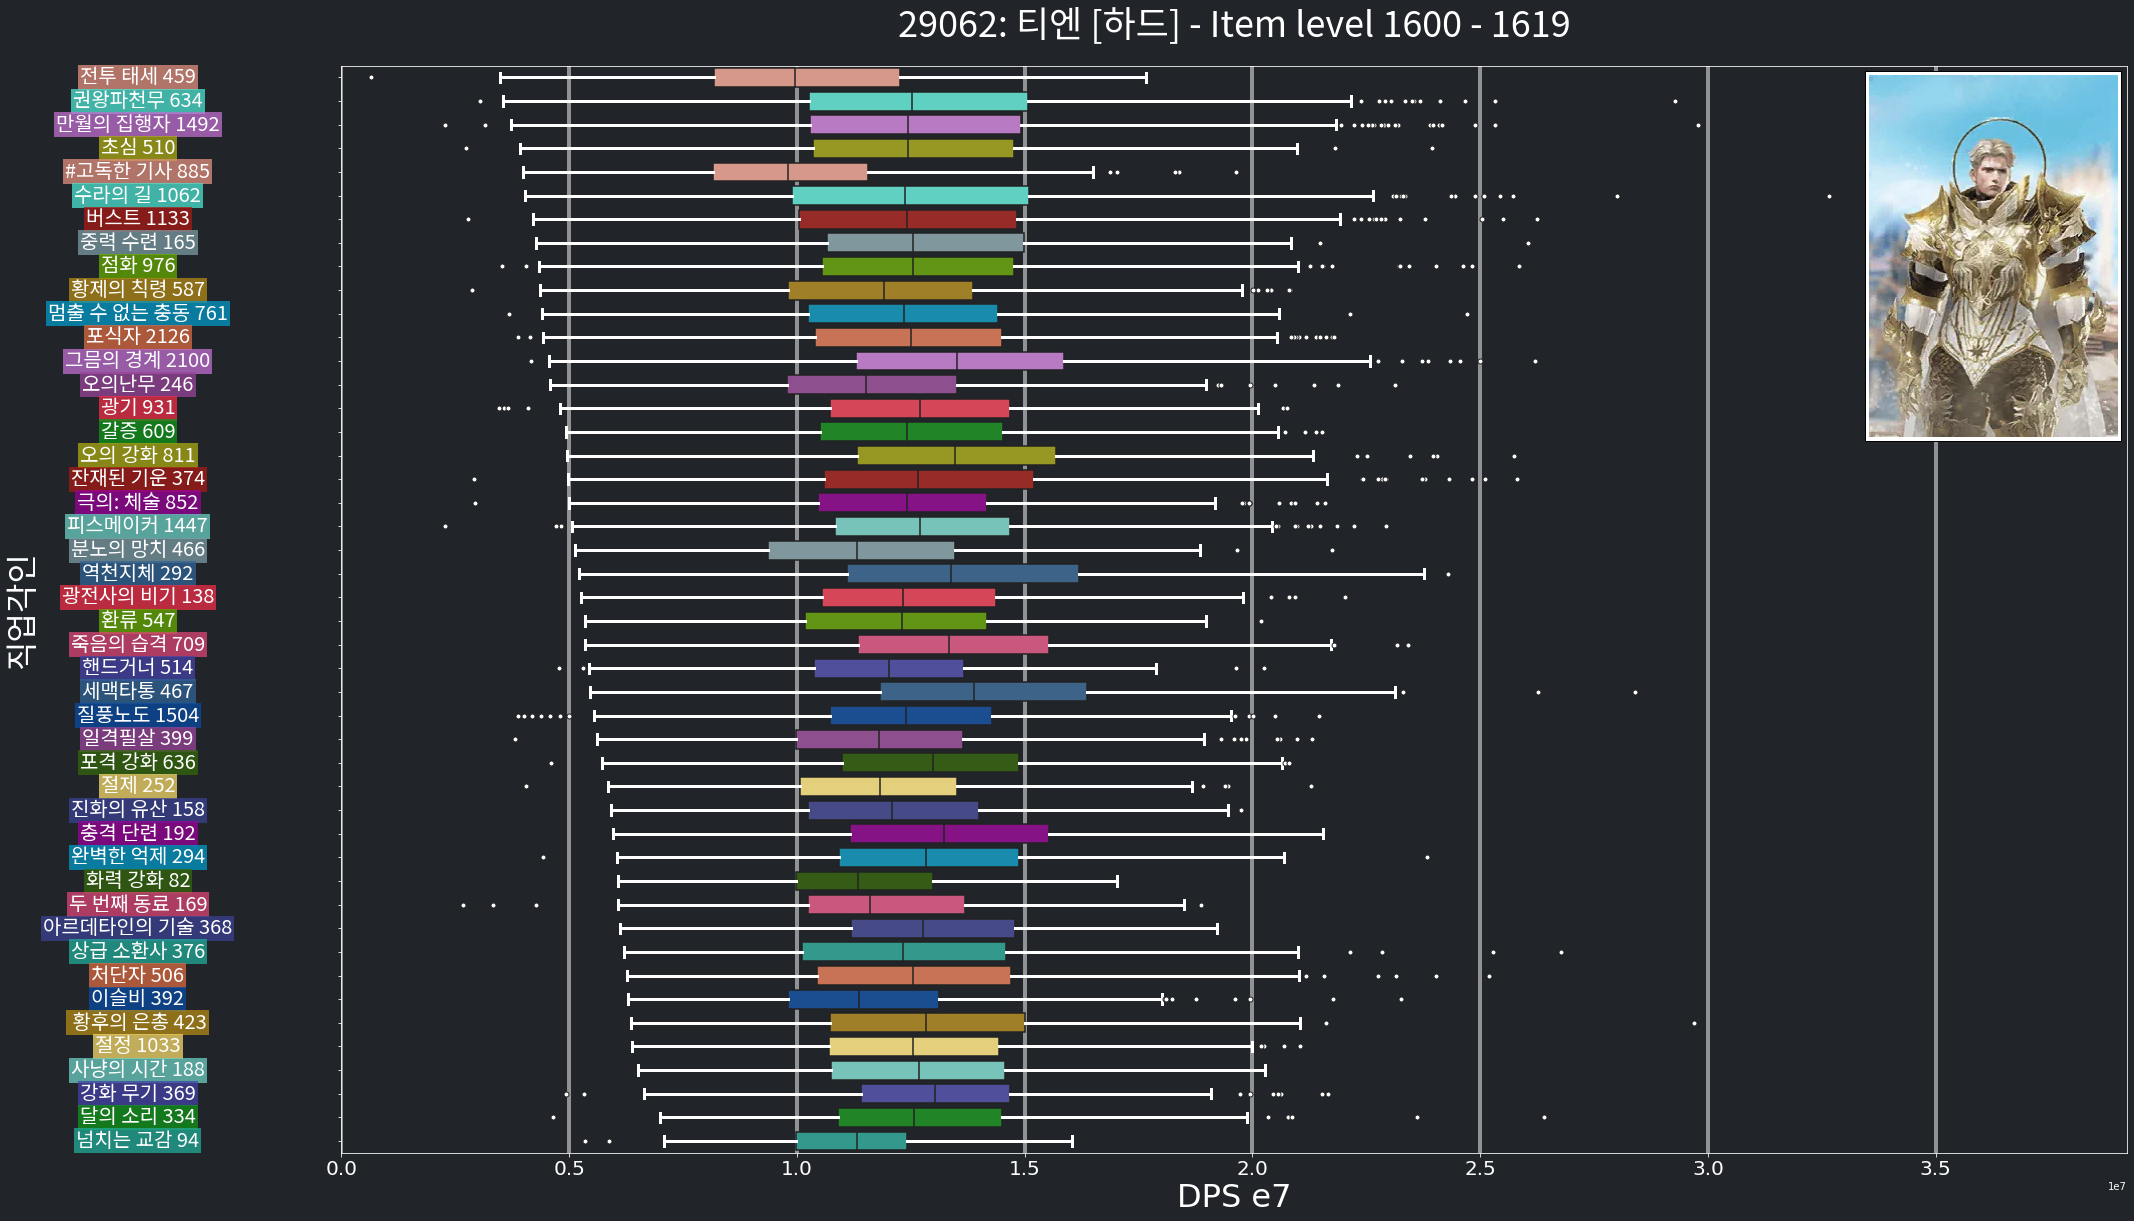 29062: 티엔 [하드] - Item level 1600 - 1619
전투 태세 459
권왕파천무 634
만월의 집행자 1492
초심 510
#고독한 기사 885
수라의 길 1062
버스트 1133
중력 수련 165
점화 976
황제의 칙령 587
멈출 수 없는 충동 761
포식자 2126
그믐의 경계 2100
오의난무 246
광기 931
갈증 609
오의 강화 811
잔재된 기운 374
극의: 체술 852
피스메이커 1447
분노의 망치 466
역천지체 292
광전사의 비기 138
환류 547
죽음의 습격 709
핸드거너 514
세맥타통 467
질풍노도 1504
일격필살 399
포격 강화 636
절제 252
진화의 유산 158
충격 단련 192
완벽한 억제 294
화력 강화 82
두 번째 동료 169
아르데타인의 기술 368
상급 소환사 376
처단자 506
이슬비 392
황후의 은총 423
절정 1033
사냥의 시간 188
강화 무기 369
달의 소리 334
넘치는 교감 94
직업각인
0.0 0.5 1.0 1.5 2.0 2.5 3.0 3.5
1e7
DPS e7